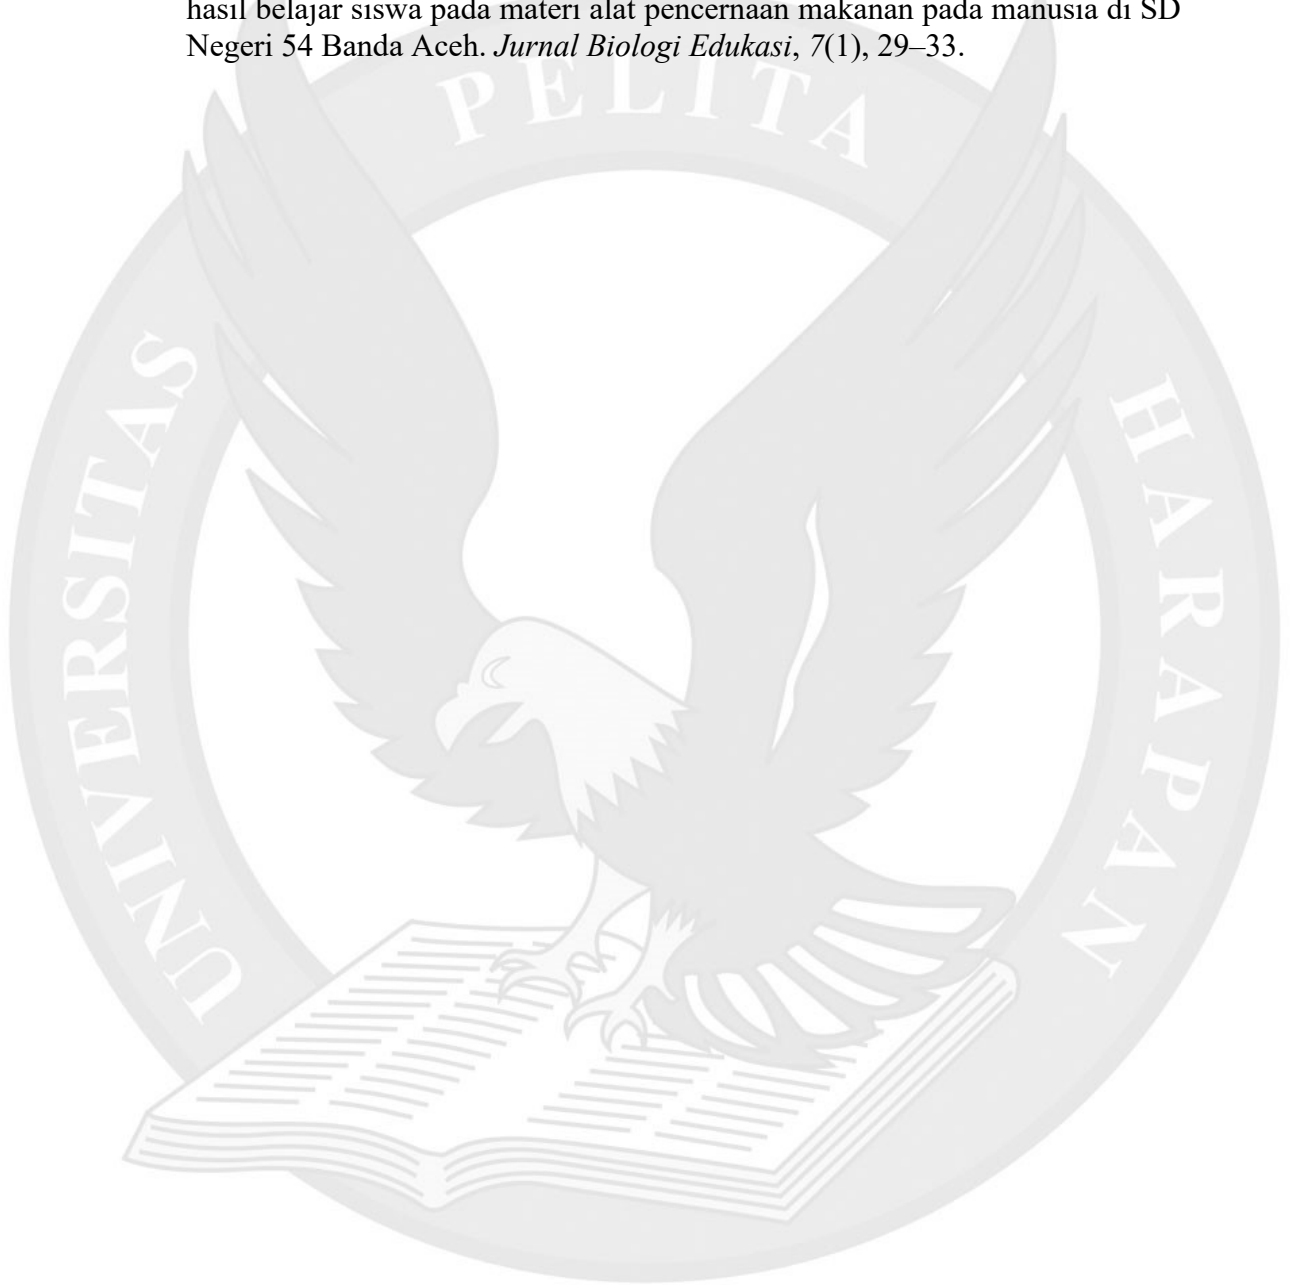 hasil belajar siswa pada materi alat pencernaan makanan pada manusia di SD
Negeri 54 Banda Aceh. Jurnal Biologi Edukasi, 7(1), 29–33.
UNIVERSITAS PELITA HARAPAN